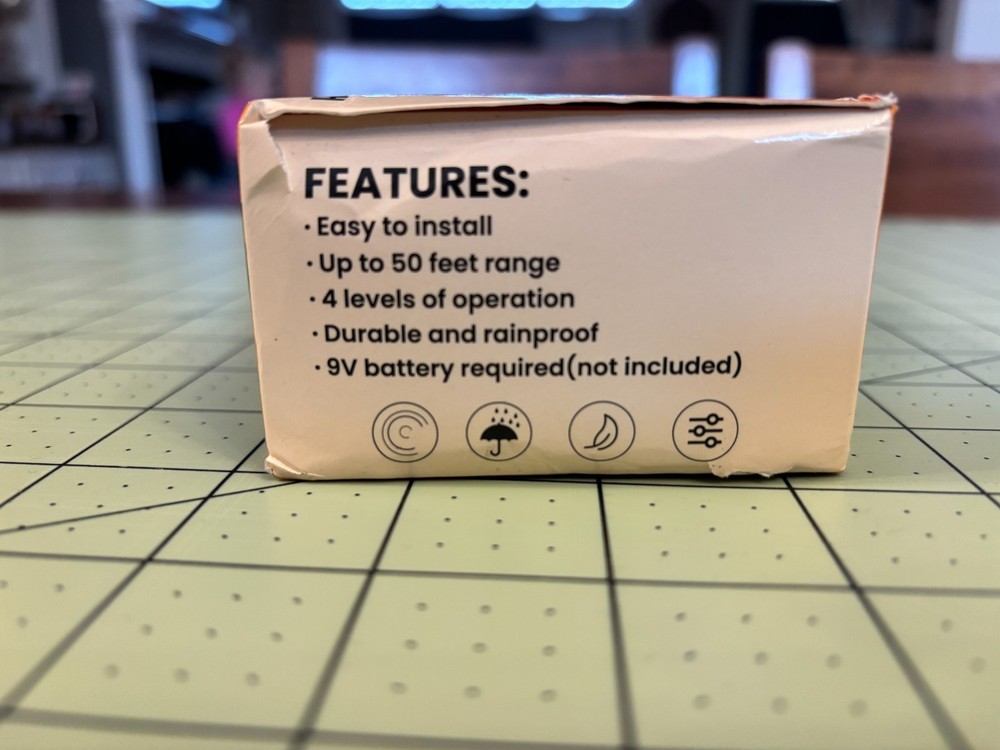 FEATURES:
· Easy to install
· Up to 50 feet range
· 4 levels of operation
· Durable and rainproof
· 9V battery required(not included)